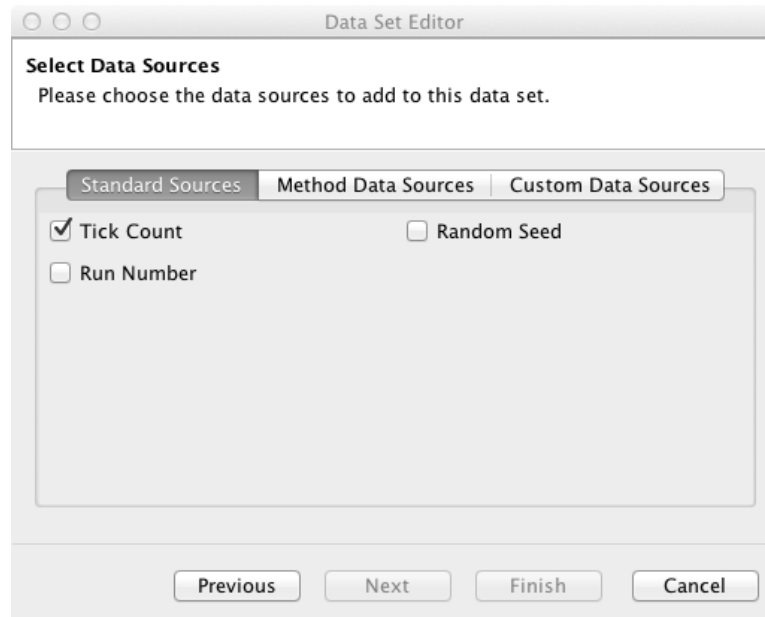 Data Set Editor
Select Data Sources
Please choose the data sources to add to this data set.
Standard Sources Method Data Sources Custom Data Sources
Tick Count Random Seed
Run Number
Previous Next Finish Cancel